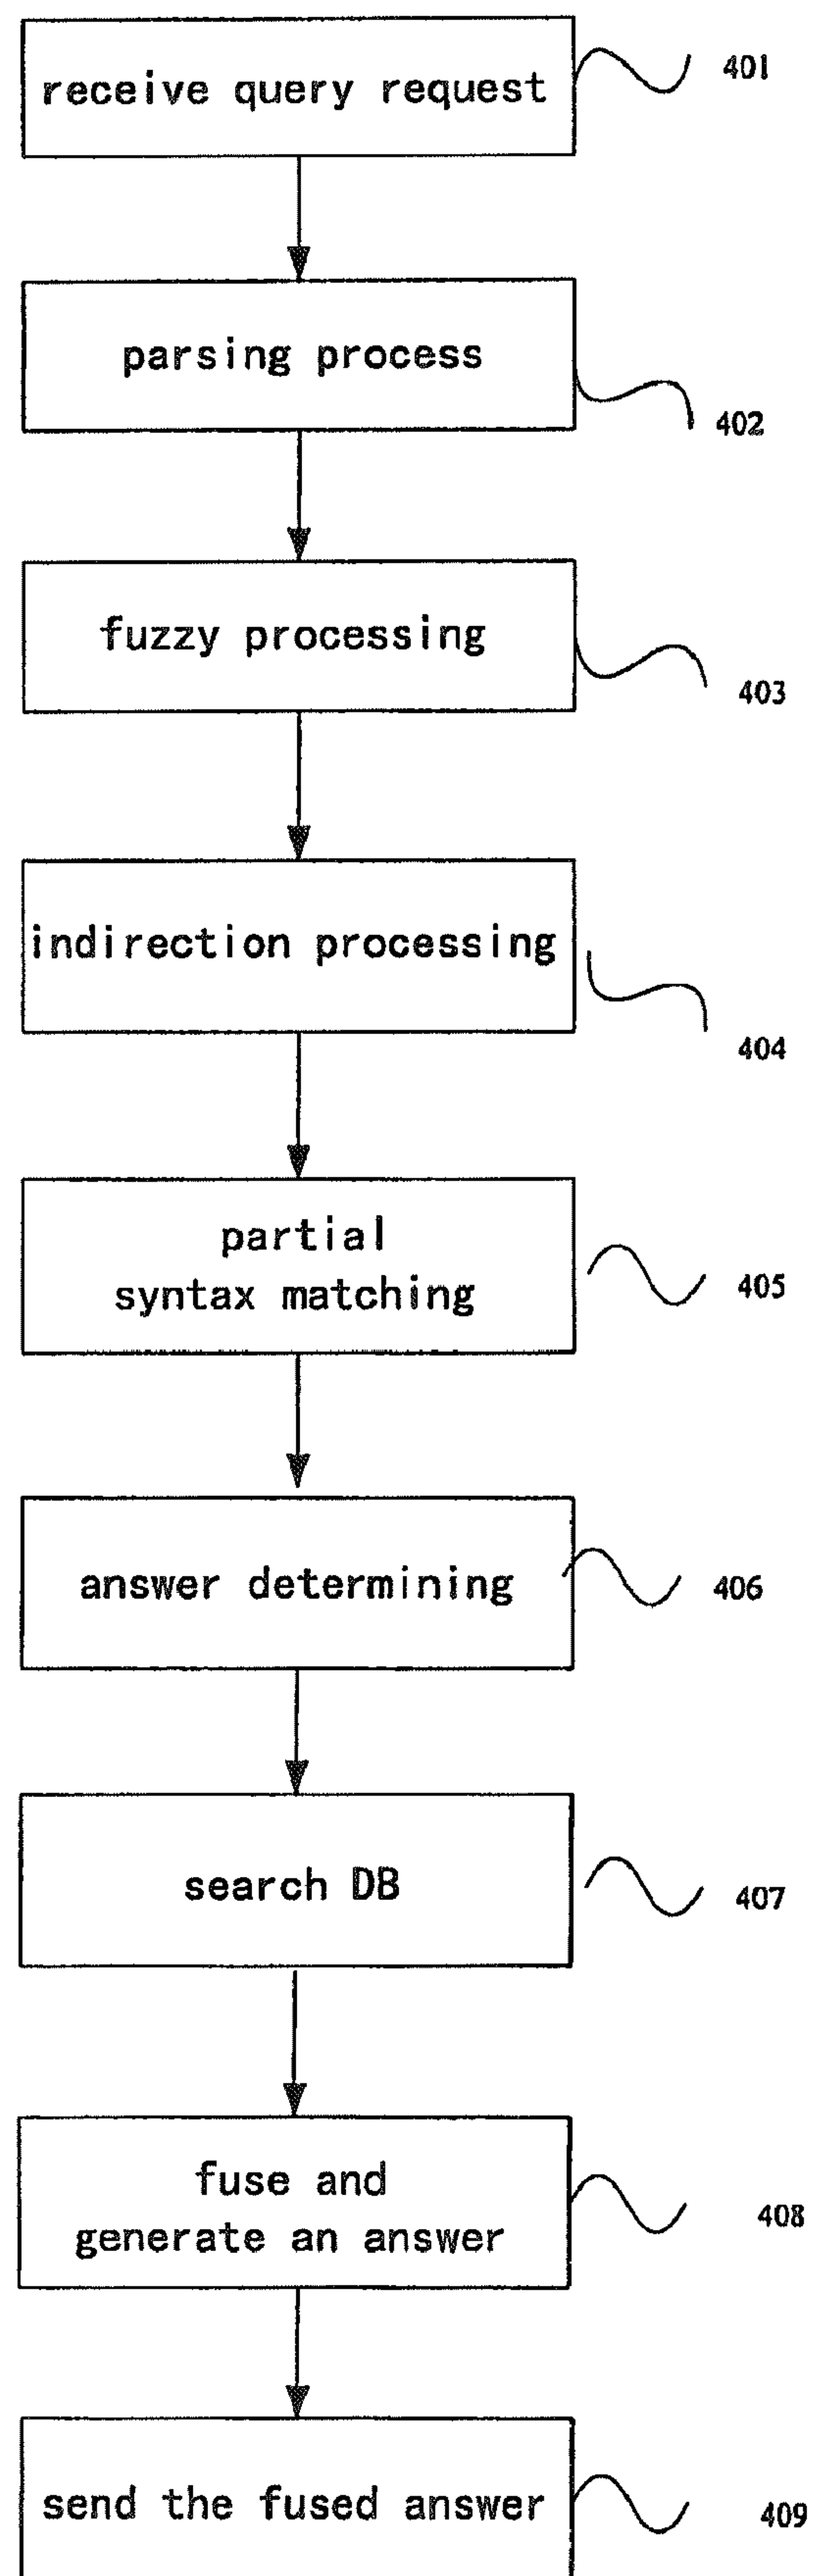 receive query request
401
parsing process
402
fuzzy processing
403
indirection processing
404
partial
syntax matching
405
answer determining
406
search DB
407
fuse and
generate an answer
408
send the fused answer
409